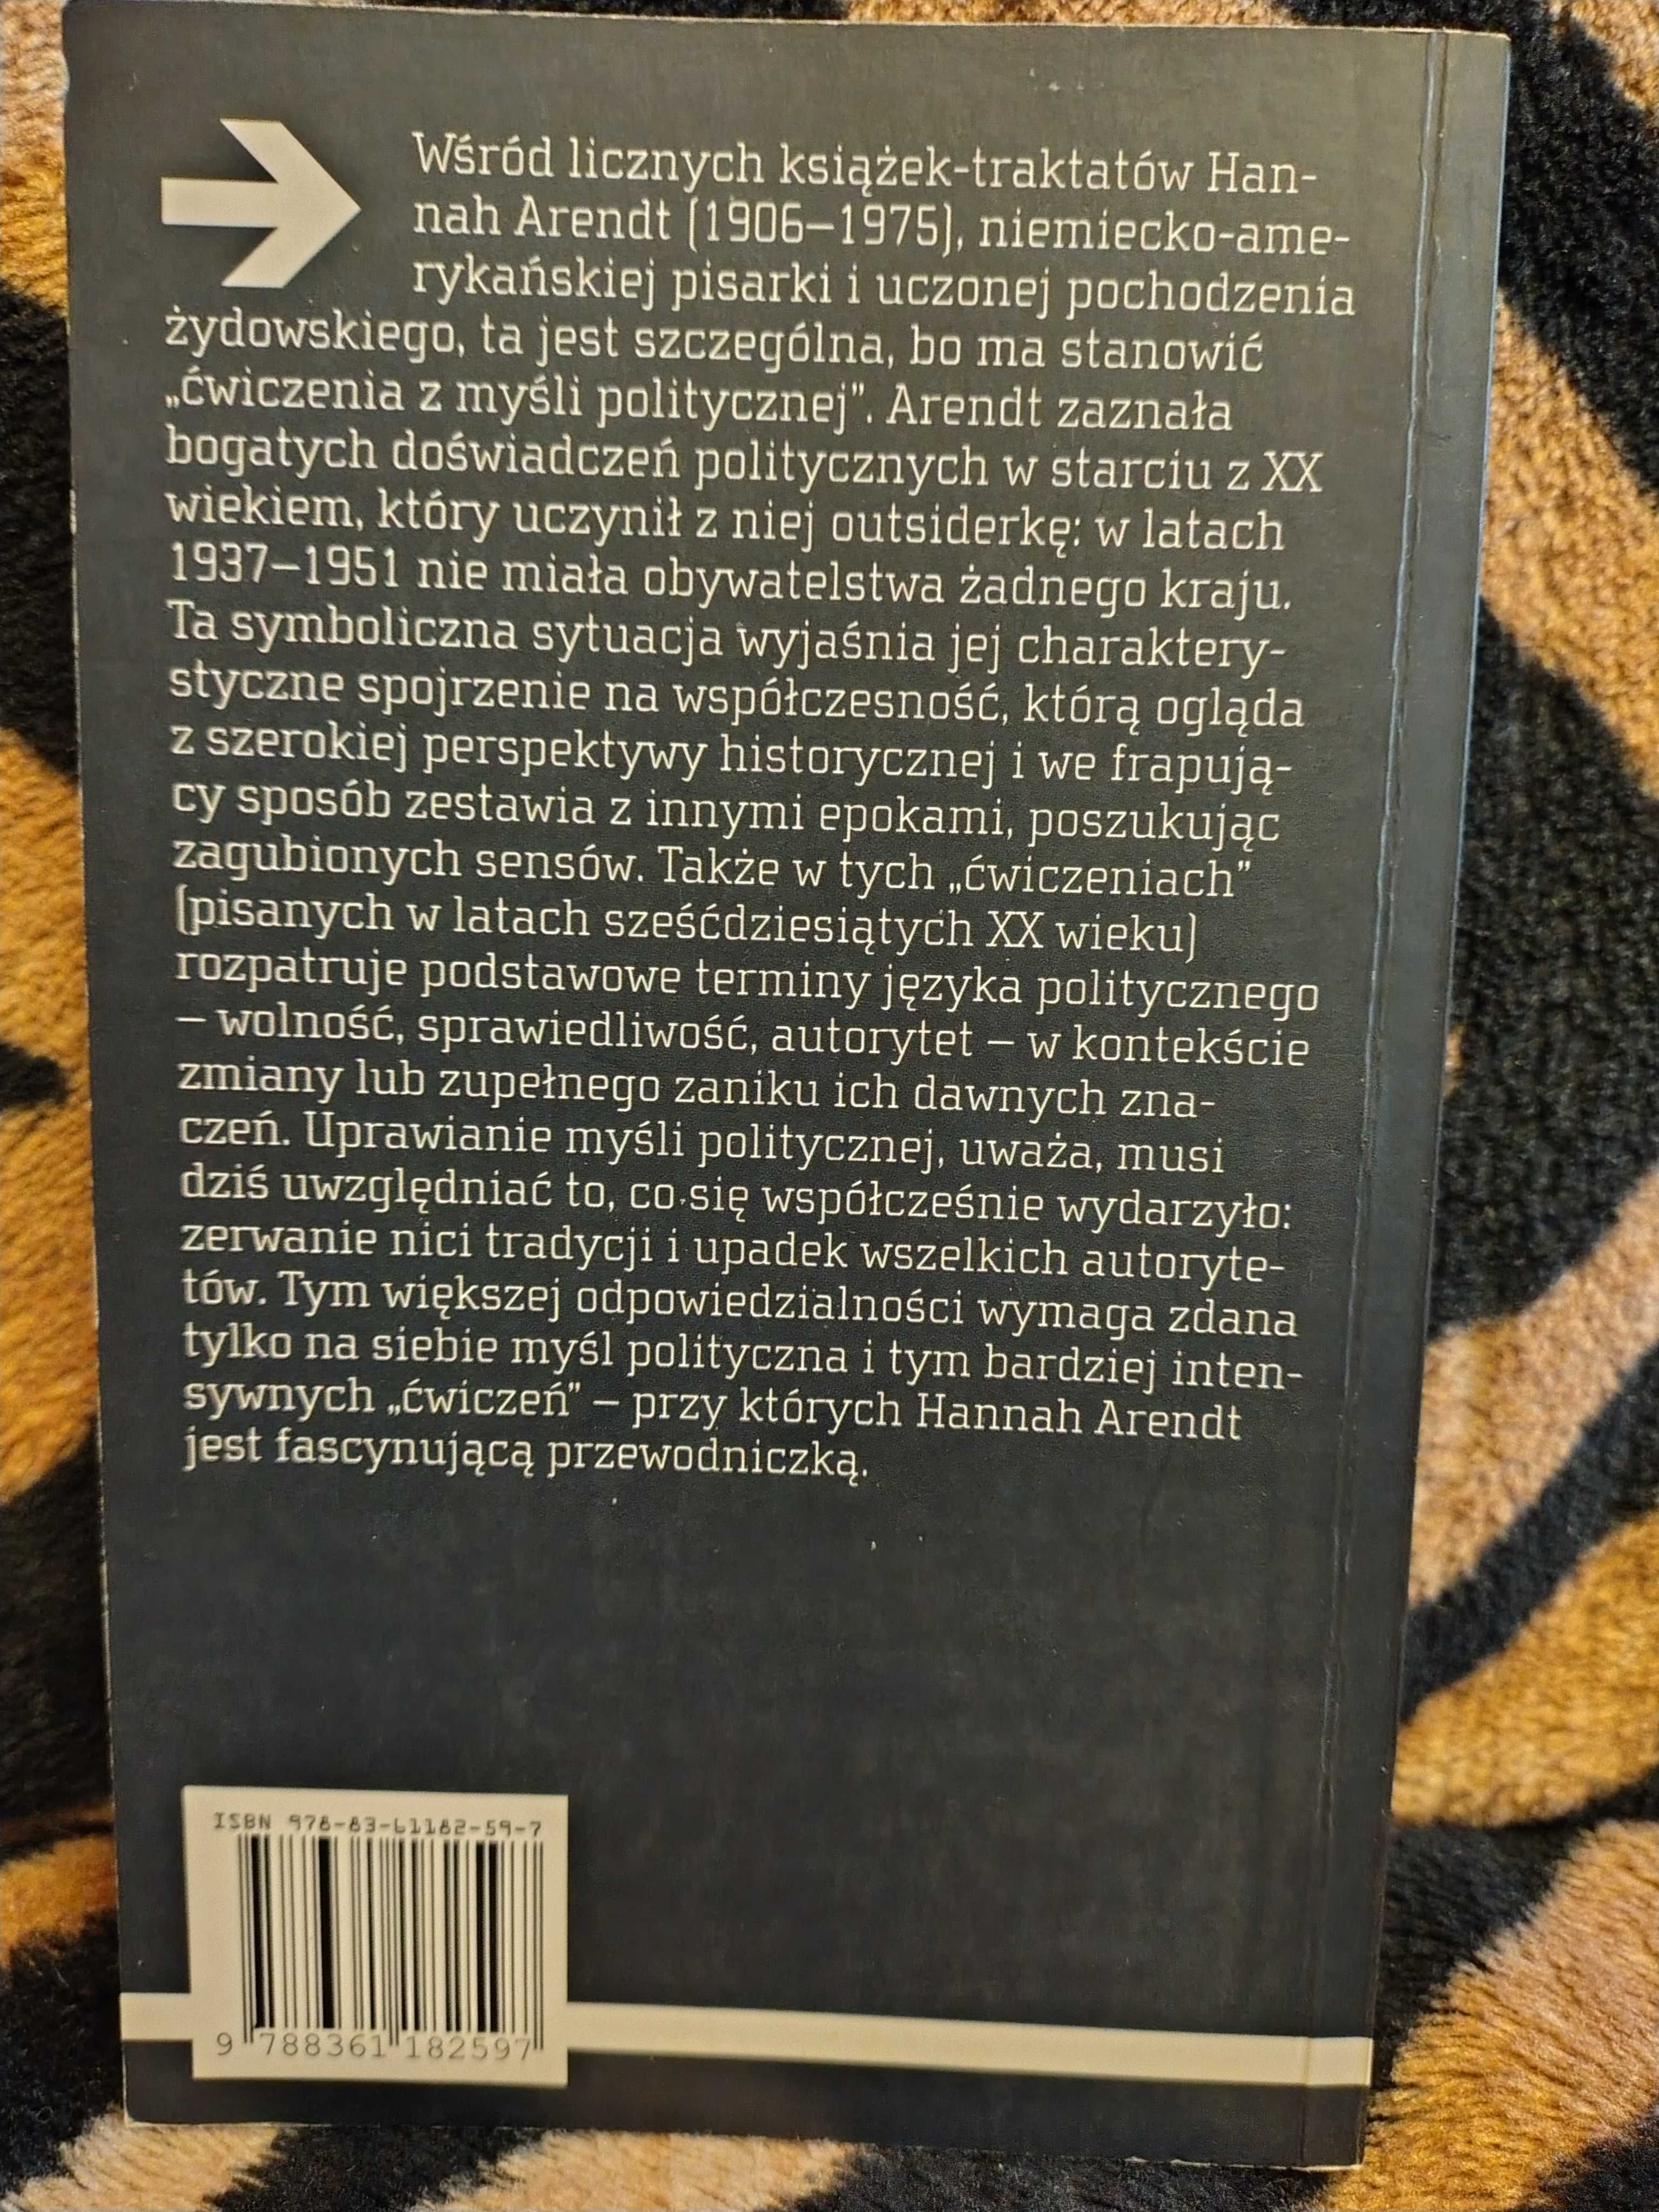 Wśród licznych książek-traktatów Han-
nah Arendt (1906–1975), niemiecko-ame-
rykańskiej pisarki i uczonej pochodzenia
żydowskiego, ta jest szczególna, bo ma stanowić
„ćwiczenia z myśli politycznej”. Arendt zaznała
bogatych doświadczeń politycznych w starciu z XX
wiekiem, który uczynił z niej outsiderkę: w latach
1937–1951 nie miała obywatelstwa żadnego kraju.
Ta symboliczna sytuacja wyjaśnia jej charaktery-
styczne spojrzenie na współczesność, którą ogląda
z szerokiej perspektywy historycznej i we frapują-
cy sposób zestawia z innymi epokami, poszukując
zagubionych sensów. Także w tych „ćwiczeniach”
(pisanych w latach sześćdziesiątych XX wieku)
rozpatruje podstawowe terminy języka politycznego
– wolność, sprawiedliwość, autorytet – w kontekście
zmiany lub zupełnego zaniku ich dawnych zna-
czeń. Uprawianie myśli politycznej, uważa, musi
dziś uwzględniać to, co się współcześnie wydarzyło:
zerwanie nici tradycji i upadek wszelkich autoryte-
tów. Tym większej odpowiedzialności wymaga zdana
tylko na siebie myśl polityczna i tym bardziej inten-
sywnych „ćwiczeń” – przy których Hannah Arendt
jest fascynującą przewodniczką.
ISBN 978-83-61182-59-7
9 788361 182597